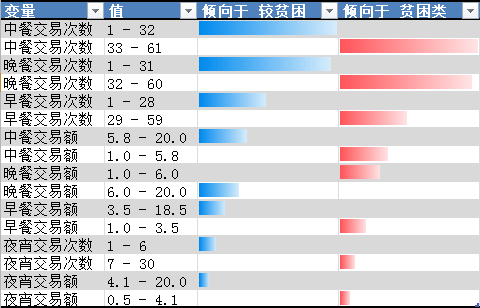 变量 值 倾向于 较贫困 倾向于 贫困类
中餐交易次数 1 - 32
中餐交易次数 33 - 61
晚餐交易次数 1 - 31
晚餐交易次数 32 - 60
早餐交易次数 1 - 28
早餐交易次数 29 - 59
中餐交易额 5.8 - 20.0
中餐交易额 1.0 - 5.8
晚餐交易额 1.0 - 6.0
晚餐交易额 6.0 - 20.0
早餐交易额 3.5 - 18.5
早餐交易额 1.0 - 3.5
夜宵交易次数 1 - 6
夜宵交易次数 7 - 30
夜宵交易额 4.1 - 20.0
夜宵交易额 0.5 - 4.1